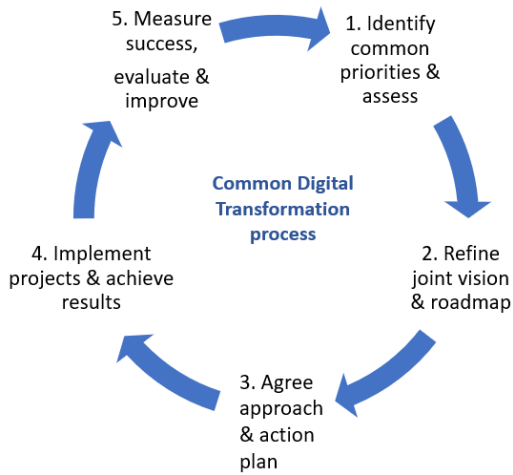 5. Measure
success,
evaluate &
improve
1. Identify
common
priorities &
assess
Common Digital
Transformation
process
4. Implement
projects & achieve
results
2. Refine
joint vision
& roadmap
3. Agree
approach
& action
plan